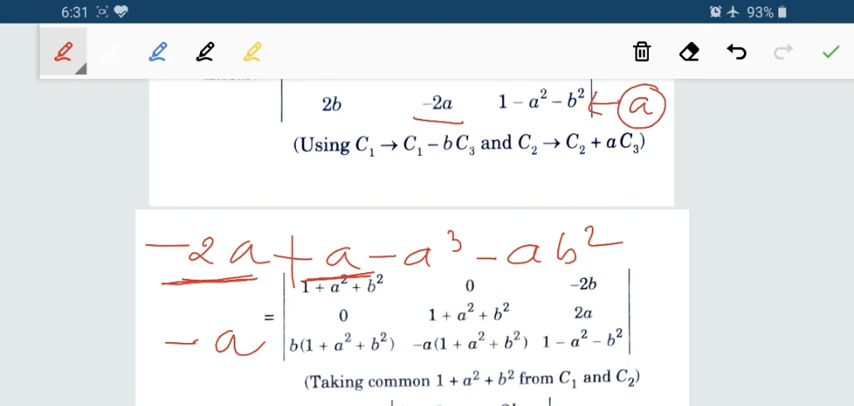 6:31 93%
2b −2a 1 − a² − b² ← a
(Using C₁ → C₁ − bC₃ and C₂ → C₂ + aC₃)
−2a + a − a³ − ab²
1 + a² + b² 0 −2b
= 0 1 + a² + b² 2a
− a b(1 + a² + b²) −a(1 + a² + b²) 1 − a² − b²
(Taking common 1 + a² + b² from C₁ and C₂)